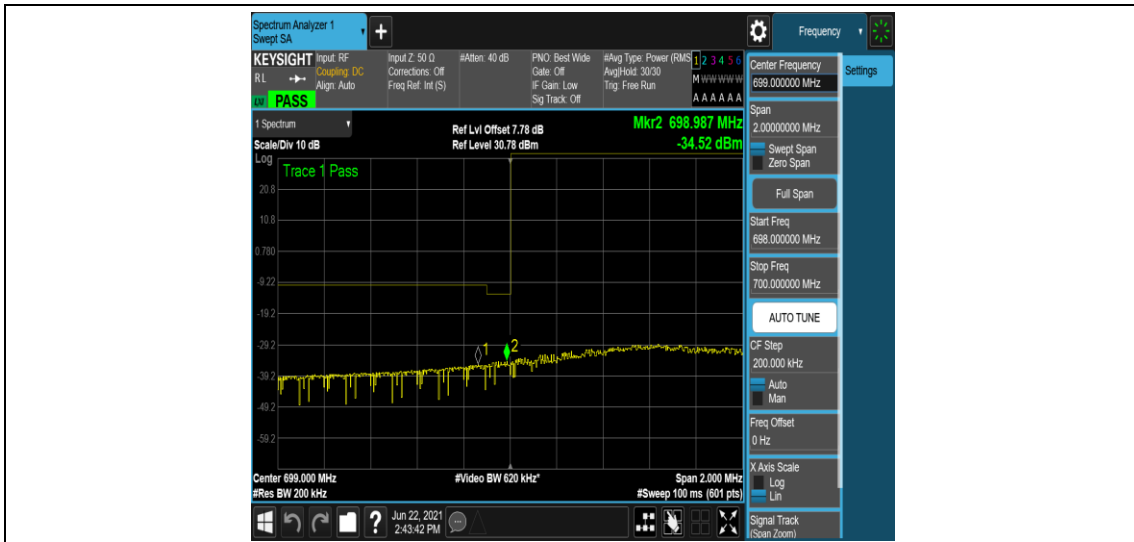 Spectrum Analyzer 1
Swept SA
+
Frequency
KEYSIGHT
RL
PASS
Input: RF
Coupling: DC
Align: Auto
Input Z: 50 Ω
Corrections: Off
Freq Ref: Int (S)
#Atten: 40 dB
PNO: Best Wide
Gate: Off
IF Gain: Low
Sig Track: Off
#Avg Type: Power (RMS
Avg|Hold: 30/30
Trig: Free Run
1 2 3 4 5 6
M W W W W W
A A A A A A
1 Spectrum
Scale/Div 10 dB
Ref Lvl Offset 7.78 dB
Ref Level 30.78 dBm
Mkr2 698.987 MHz
-34.52 dBm
Log
Trace 1 Pass
20.8
10.8
0.780
-9.22
-19.2
-29.2
-39.2
-49.2
-59.2
1
2
Center 699.000 MHz
#Res BW 200 kHz
#Video BW 620 kHz*
Span 2.000 MHz
#Sweep 100 ms (601 pts)
?
Jun 22, 2021
2:43:42 PM
Center Frequency
699.000000 MHz
Settings
Span
2.00000000 MHz
Swept Span
Zero Span
Full Span
Start Freq
698.000000 MHz
Stop Freq
700.000000 MHz
AUTO TUNE
CF Step
200.000 kHz
Auto
Man
Freq Offset
0 Hz
X Axis Scale
Log
Lin
Signal Track
(Span Zoom)